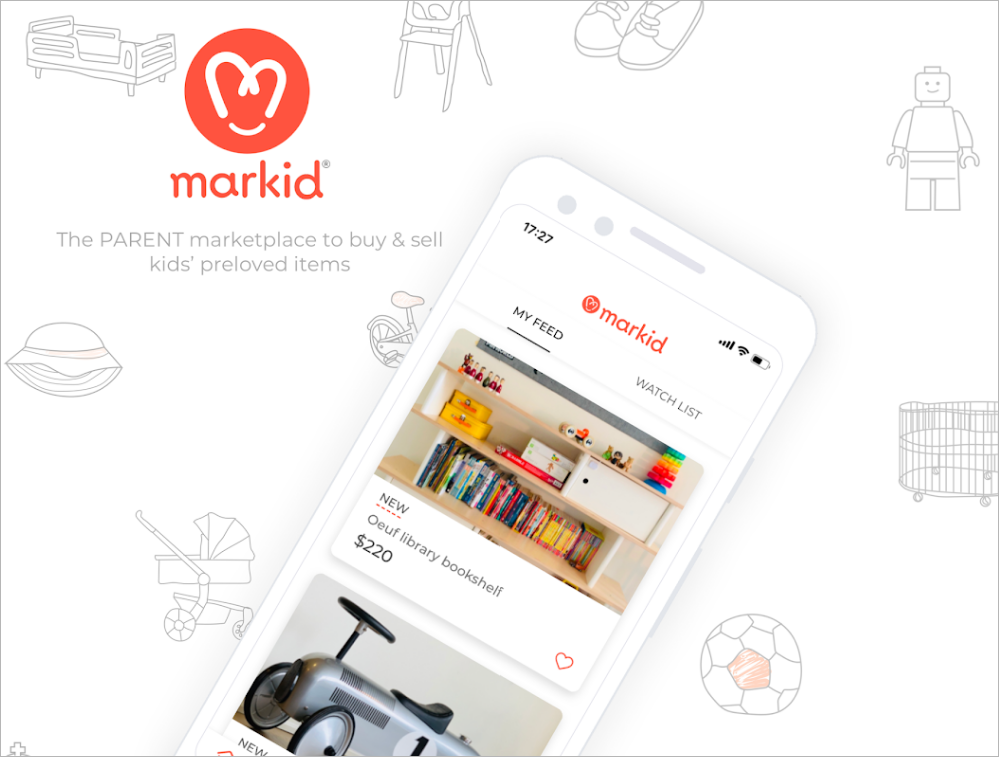 markid®
The PARENT marketplace to buy & sell
kids’ preloved items
17:27
markid
MY FEED
WATCH LIST
NEW
Oeuf library bookshelf
$220
1
NEW